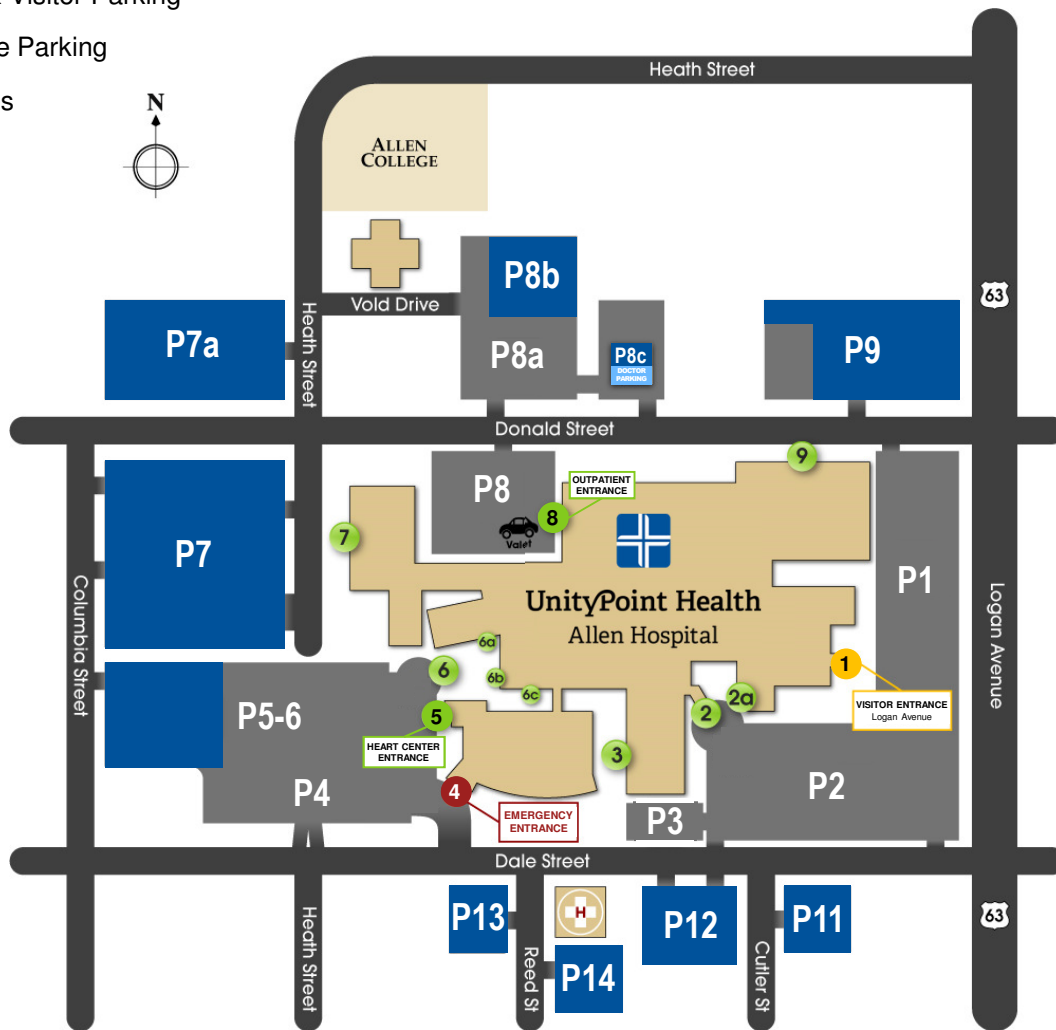 Visitor Parking
Parking
Heath Street
N
ALLEN
COLLEGE
63
P8b
Vold Drive
Heath Street
P7a
P8a
P8c
DOCTOR
PARKING
P9
Donald Street
9
P8
OUTPATIENT
ENTRANCE
8
Valet
7
P7
P1
Columbia Street
UnityPoint Health
Allen Hospital
Logan Avenue
6a
6b
6c
6
1
VISITOR ENTRANCE
Logan Avenue
2a
2
P5-6
5
HEART CENTER
ENTRANCE
3
4
P4
P2
EMERGENCY
ENTRANCE
P3
Dale Street
P13
H
P12
P11
63
Heath Street
Reed St
P14
Cutler St